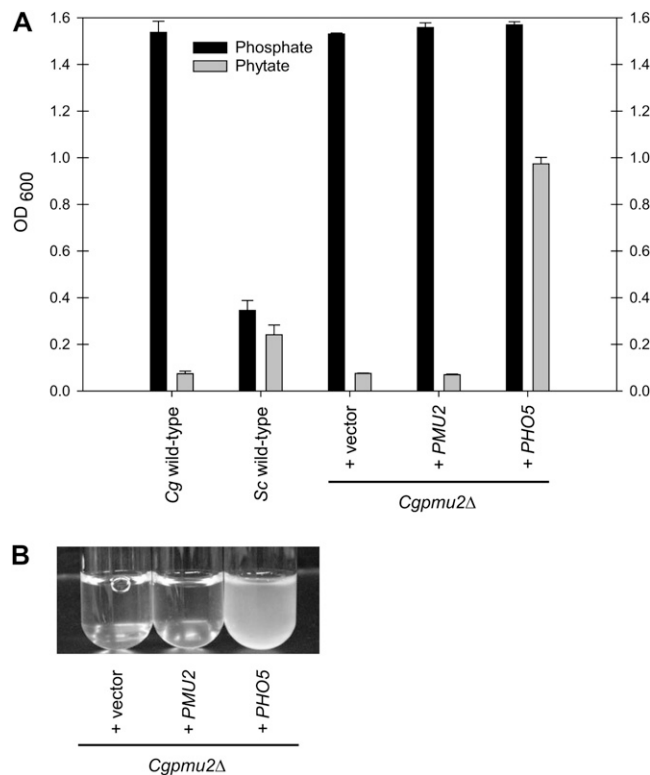 A
1.6
1.4
1.2
1.0
0.8
0.6
0.4
0.2
0.0
OD 600
Phosphate
Phytate
1.6
1.4
1.2
1.0
0.8
0.6
0.4
0.2
0.0
Cg wild-type
Sc wild-type
+ vector
+ PMU2
+ PHO5
Cgpmu2Δ
B
+ vector
+ PMU2
+ PHO5
Cgpmu2Δ